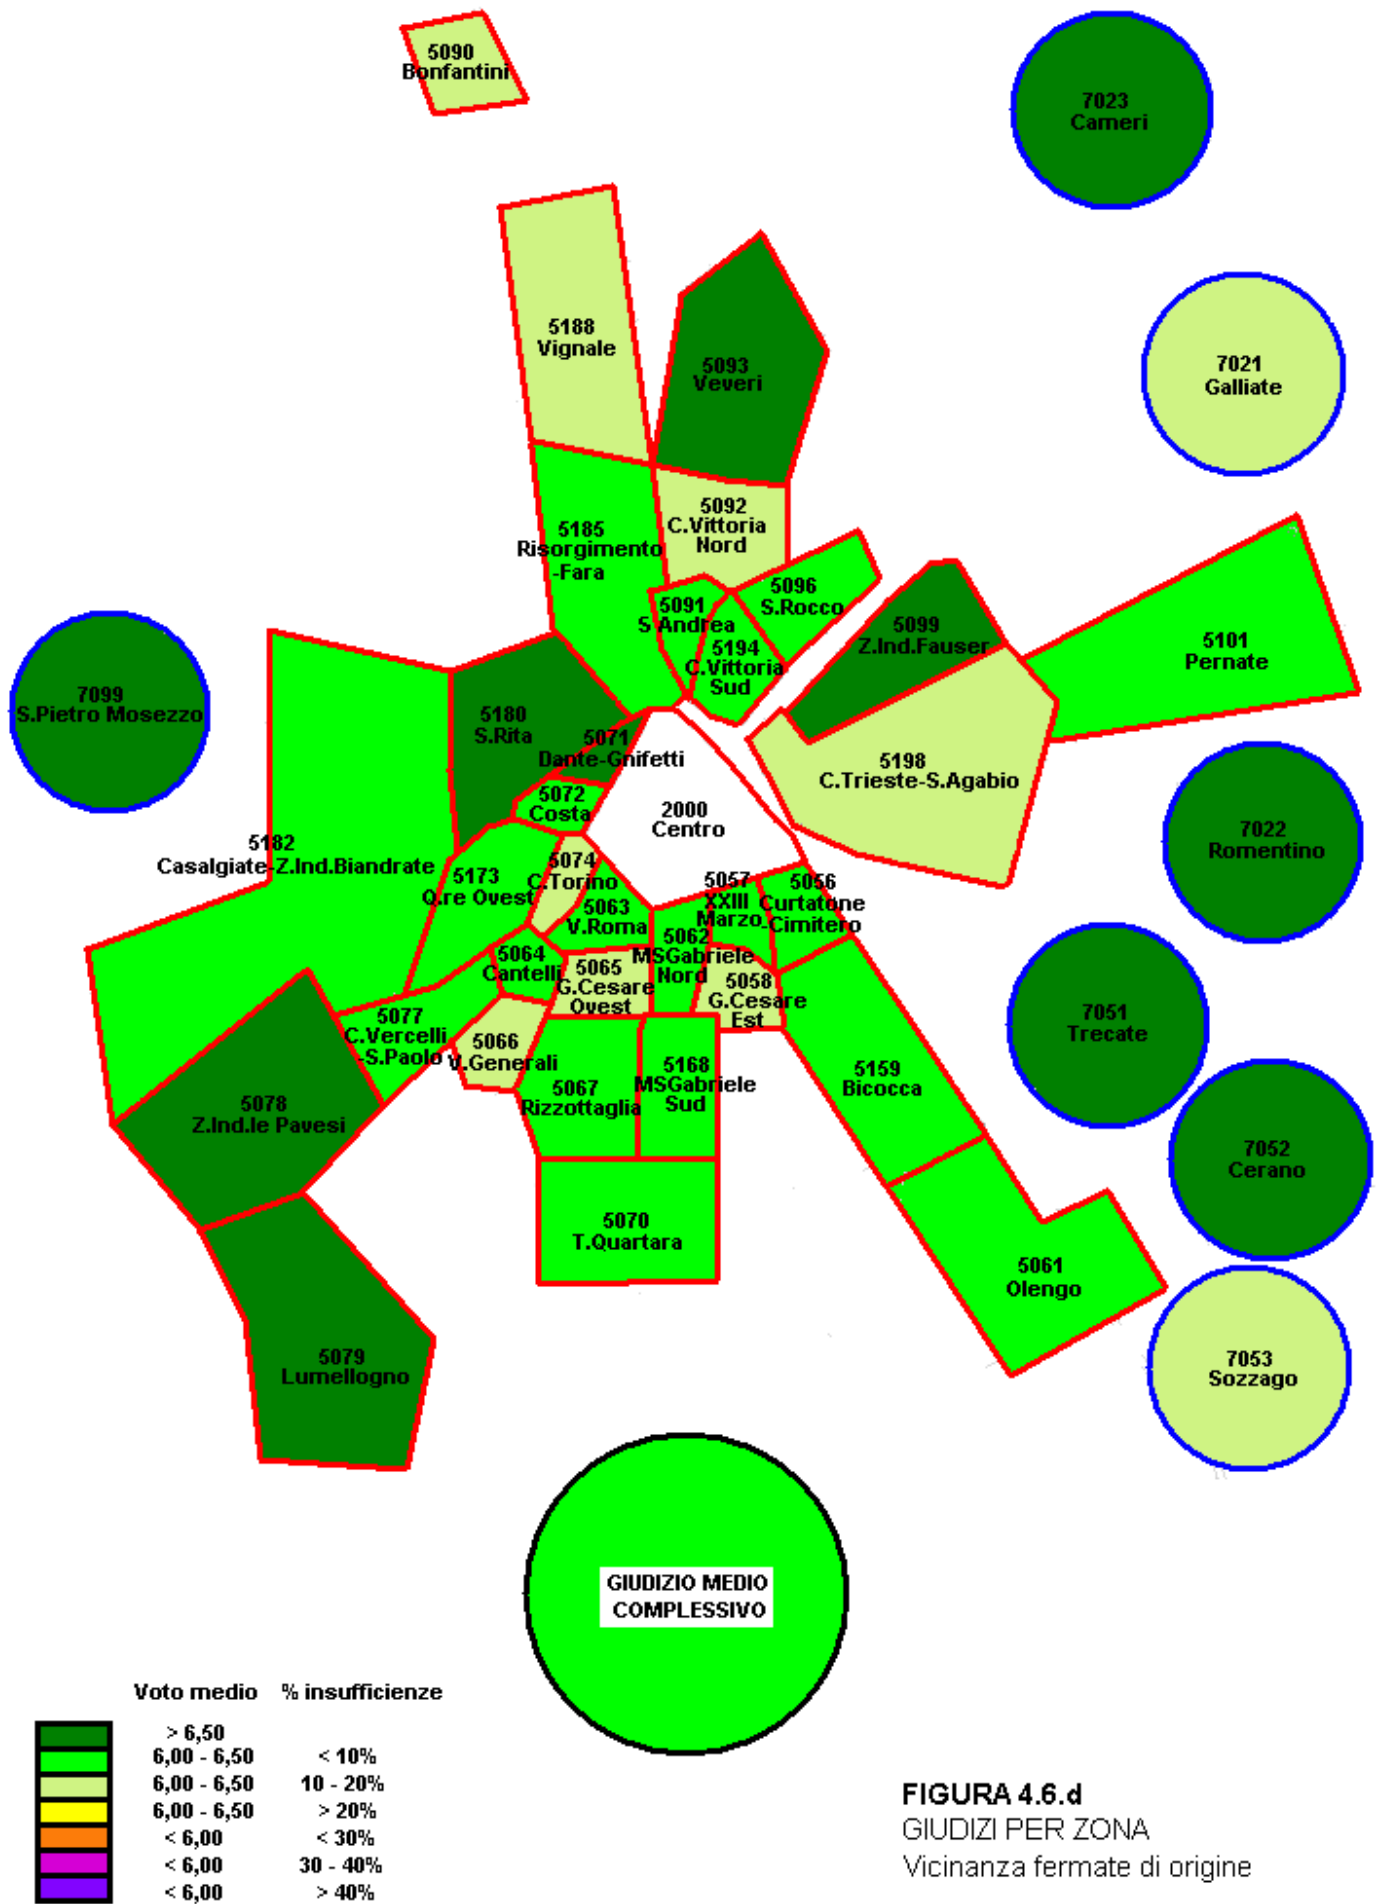 5090
Bonfantini
7023
Cameri
5188
Vignale
5093
Veveri
7021
Galliate
5092
C.Vittoria
Nord
5185
Risorgimento
-Fara
5096
S.Rocco
5091
S.Andrea
5099
Z.Ind.Fauser
5101
Pernate
5194
C.Vittoria
Sud
7099
S.Pietro Mosezzo
5180
S.Rita
5071
Dante-Gnifetti
5198
C.Trieste-S.Agabio
5072
Costa
2000
Centro
7022
Romentino
5182
Casalgiate-Z.Ind.Biandrate
5074
C.Torino
5173
Q.re Ovest
5057
XXIII
Marzo
5056
Curtatone
-Cimitero
5063
V.Roma
5062
MSGabriele
Nord
5064
Cantelli
5065
G.Cesare
Ovest
5058
G.Cesare
Est
7051
Trecate
5077
C.Vercelli
-S.Paolo
5066
V.Generali
5067
Rizzottaglia
5168
MSGabriele
Sud
5159
Bicocca
5078
Z.Ind.le Pavesi
7052
Cerano
5070
T.Quartara
5061
Olengo
5079
Lumellogno
7053
Sozzago
GIUDIZIO MEDIO
COMPLESSIVO
Voto medio % insufficienze
> 6,50
6,00 - 6,50 < 10%
6,00 - 6,50 10 - 20%
6,00 - 6,50 > 20%
< 6,00 < 30%
< 6,00 30 - 40%
< 6,00 > 40%
FIGURA 4.6.d
GIUDIZI PER ZONA
Vicinanza fermate di origine